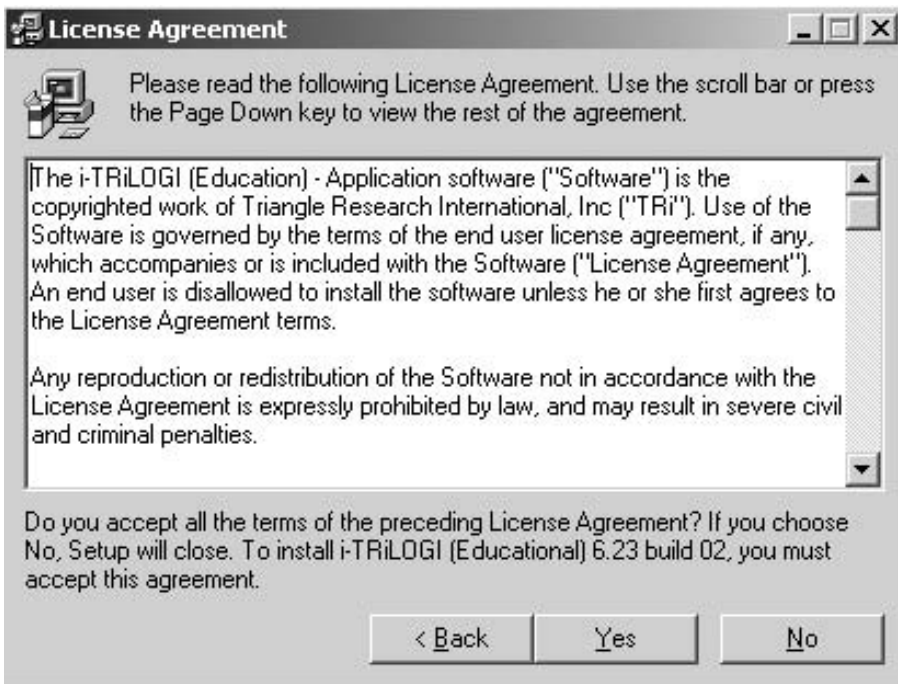 License Agreement
Please read the following License Agreement. Use the scroll bar or press
the Page Down key to view the rest of the agreement.
The i-TRiLOGI (Education) - Application software ("Software") is the
copyrighted work of Triangle Research International, Inc ("TRi"). Use of the
Software is governed by the terms of the end user license agreement, if any,
which accompanies or is included with the Software ("License Agreement").
An end user is disallowed to install the software unless he or she first agrees to
the License Agreement terms.
Any reproduction or redistribution of the Software not in accordance with the
License Agreement is expressly prohibited by law, and may result in severe civil
and criminal penalties.
Do you accept all the terms of the preceding License Agreement? If you choose
No, Setup will close. To install i-TRiLOGI (Educational) 6.23 build 02, you must
accept this agreement.
< Back Yes No